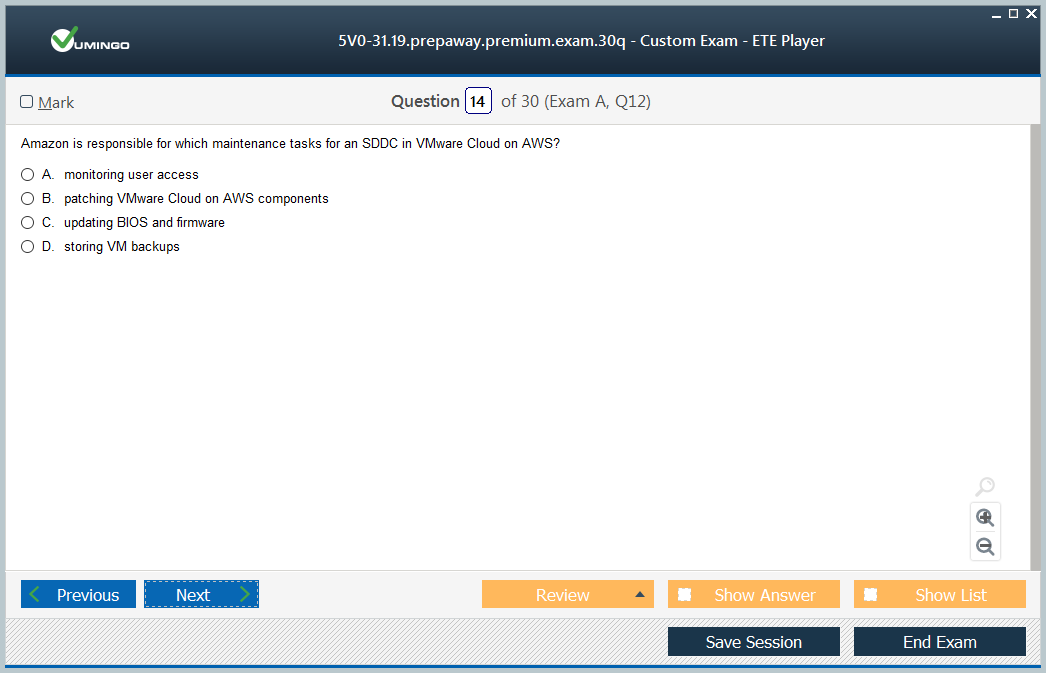 VUMINGO
5V0-31.19.prepaway.premium.exam.30q - Custom Exam - ETE Player
Mark
Question 14 of 30 (Exam A, Q12)
Amazon is responsible for which maintenance tasks for an SDDC in VMware Cloud on AWS?
A. monitoring user access
B. patching VMware Cloud on AWS components
C. updating BIOS and firmware
D. storing VM backups
Previous Next Review Show Answer Show List
Save Session End Exam